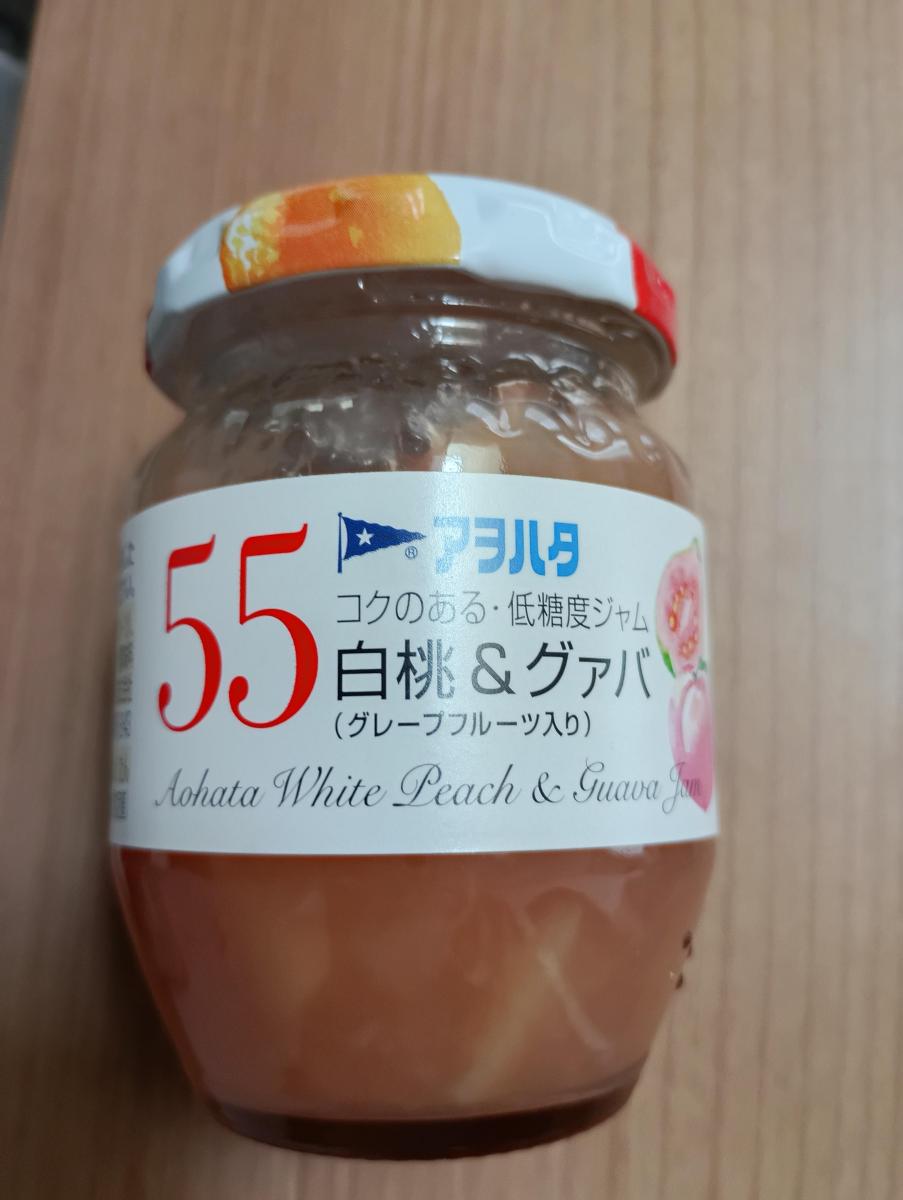 55
アヲハタ
®
コクのある・低糖度ジャム
白桃&グァバ
(グレープフルーツ入り)
Aohata White Peach & Guava Jam